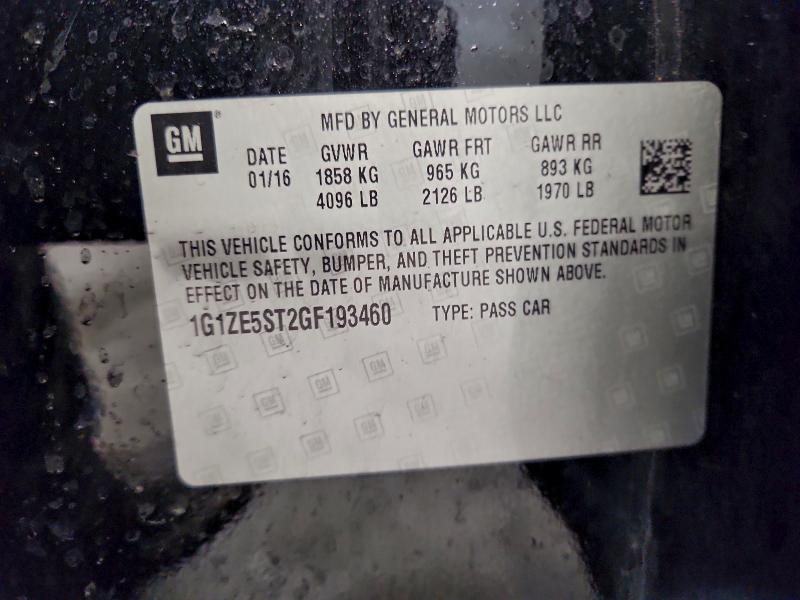 GM
MFD BY GENERAL MOTORS LLC
DATE GVWR GAWR FRT GAWR RR
01/16 1858 KG 965 KG 893 KG
4096 LB 2126 LB 1970 LB
THIS VEHICLE CONFORMS TO ALL APPLICABLE U.S. FEDERAL MOTOR
VEHICLE SAFETY, BUMPER, AND THEFT PREVENTION STANDARDS IN
EFFECT ON THE DATE OF MANUFACTURE SHOWN ABOVE.
1G1ZE5ST2GF193460 TYPE: PASS CAR